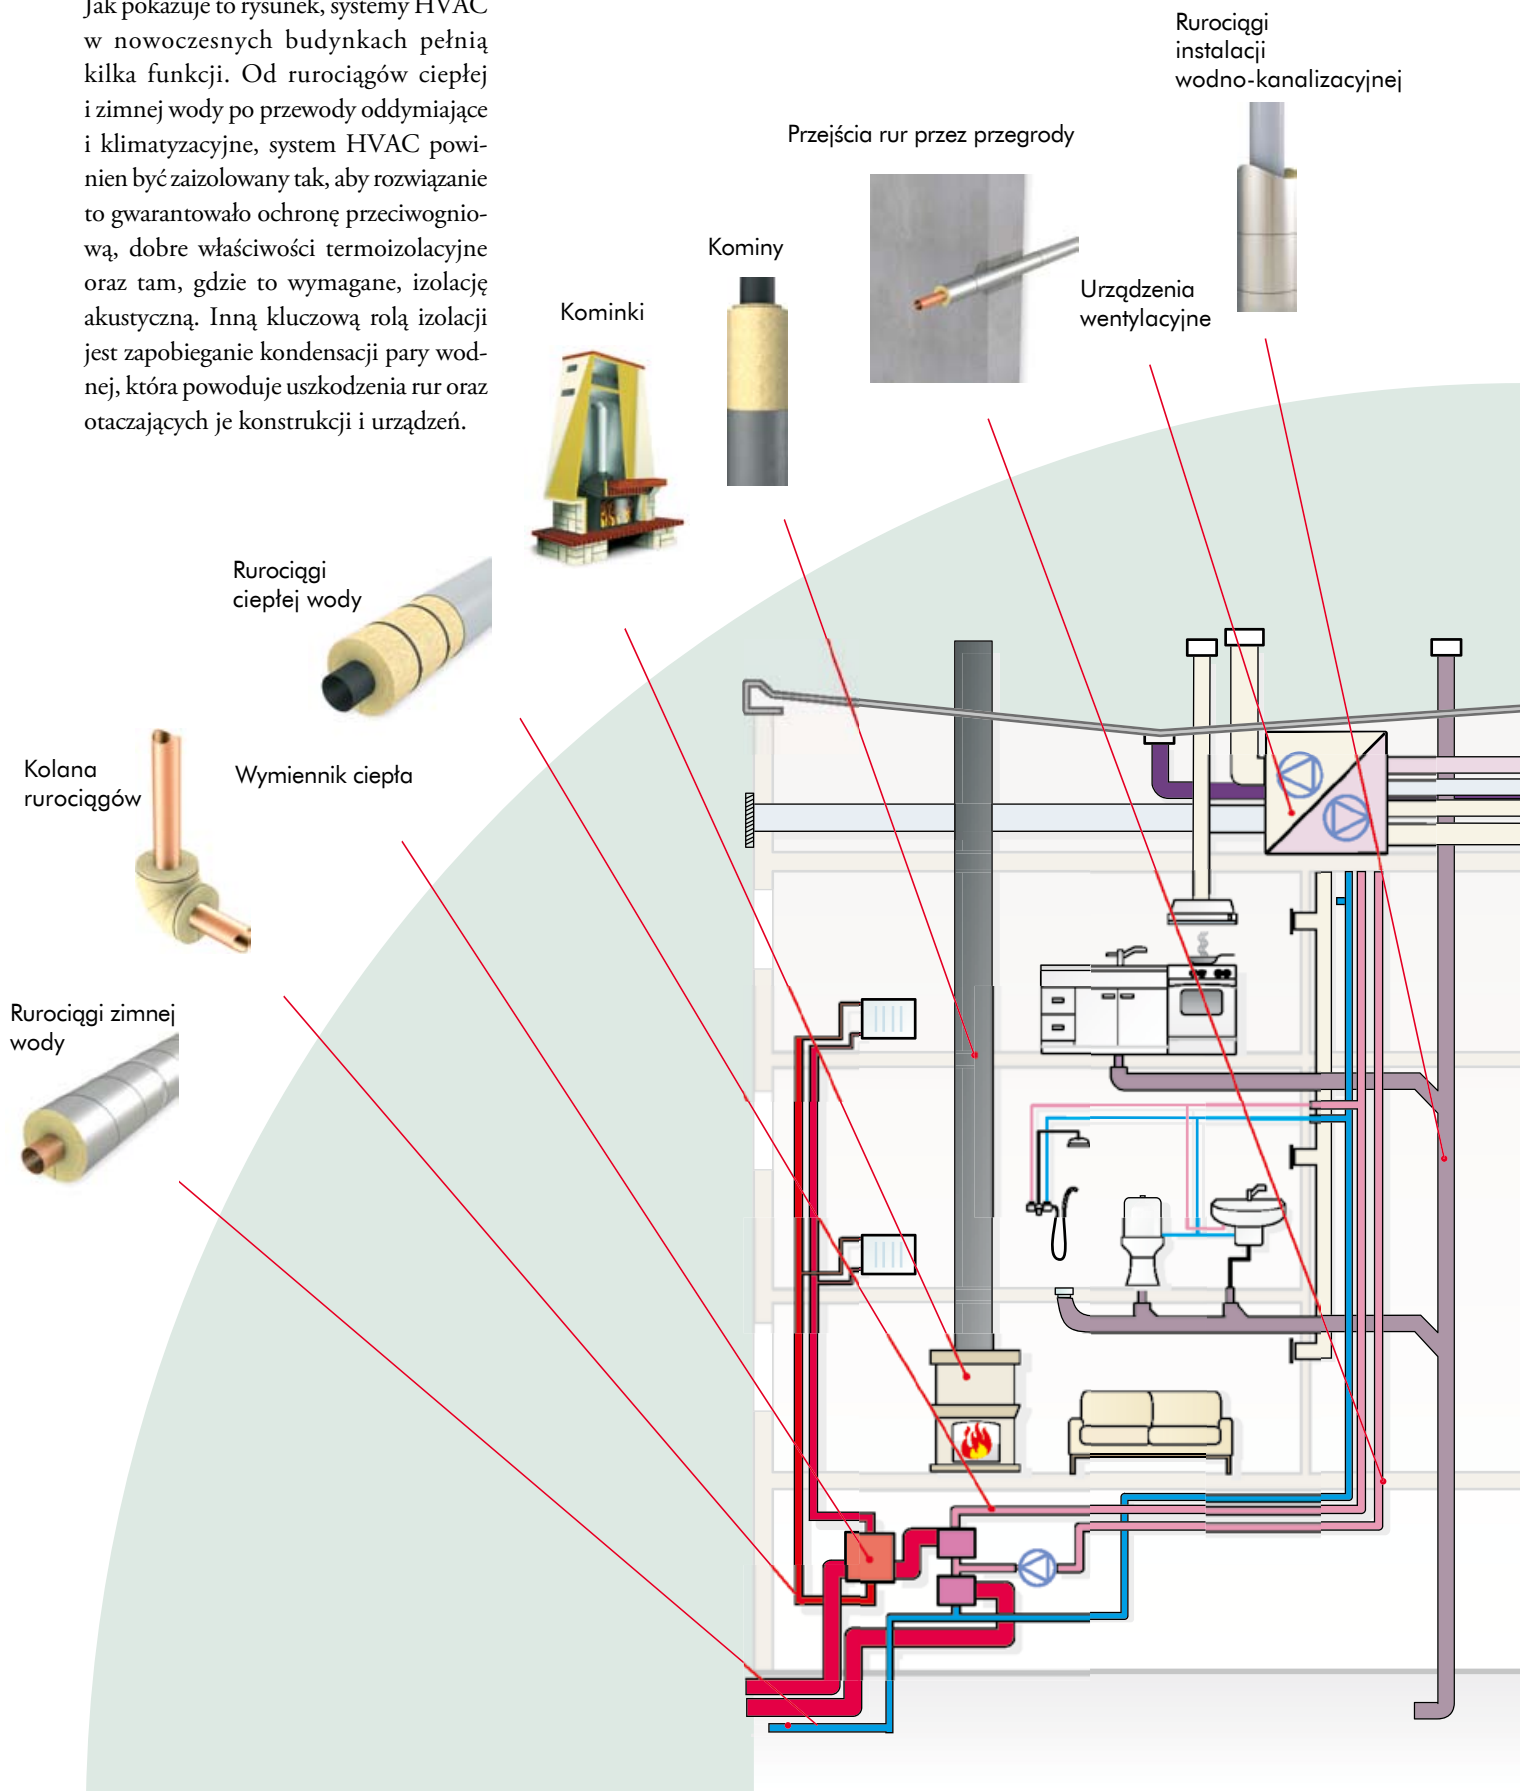 Jak pokazuje to rysunek, systemy HVAC
w nowoczesnych budynkach pełnią
kilka funkcji. Od rurociągów ciepłej
i zimnej wody po przewody oddymiające
i klimatyzacyjne, system HVAC powi-
nien być zaizolowany tak, aby rozwiązanie
to gwarantowało ochronę przeciwognio-
wą, dobre właściwości termoizolacyjne
oraz tam, gdzie to wymagane, izolację
akustyczną. Inną kluczową rolą izolacji
jest zapobieganie kondensacji pary wod-
nej, która powoduje uszkodzenia rur oraz
otaczających je konstrukcji i urządzeń.
Rurociągi
instalacji
wodno-kanalizacyjnej
Przejścia rur przez przegrody
Kominy
Urządzenia
wentylacyjne
Kominki
Rurociągi
ciepłej wody
Kolana
rurociągów
Wymiennik ciepła
Rurociągi zimnej
wody